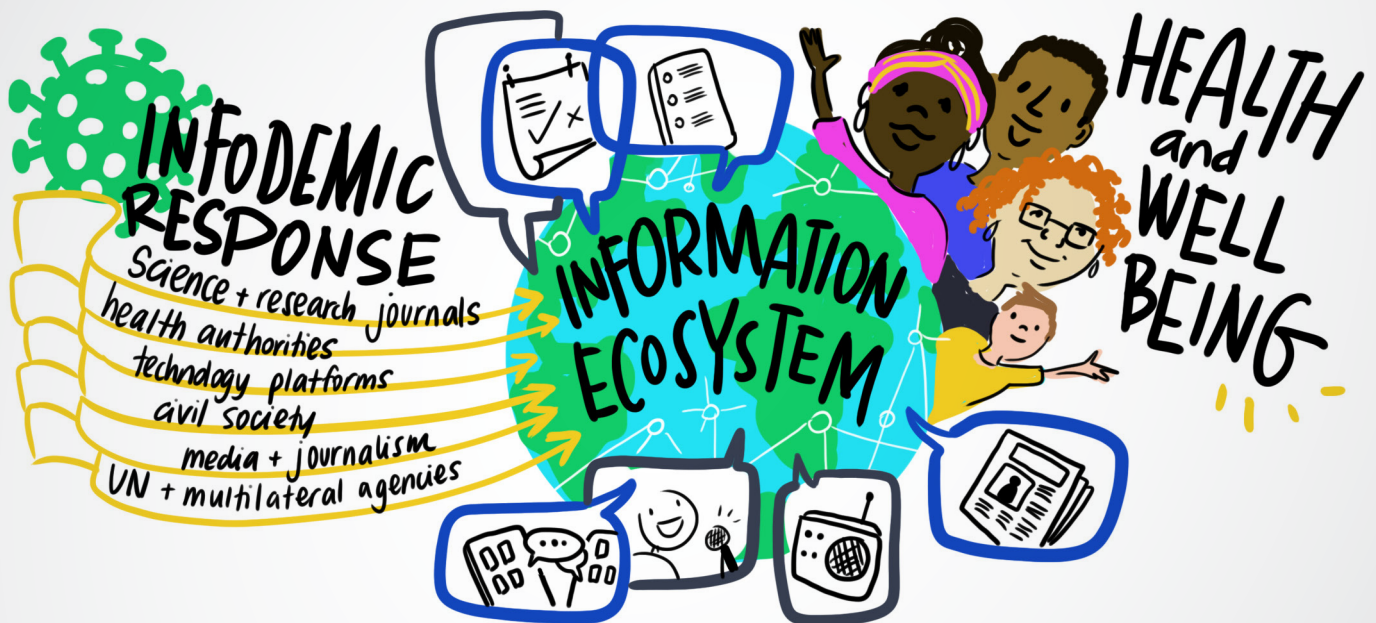 INFODEMIC
RESPONSE
science + research journals
health authorities
technology platforms
civil society
media + journalism
UN + multilateral agencies
INFORMATION
ECOSYSTEM
HEALTH
and
WELL
BEING